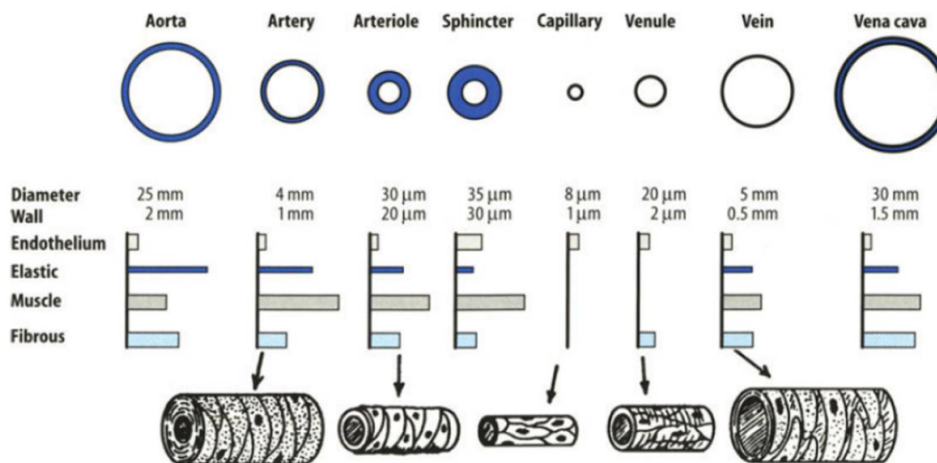 Aorta Artery Arteriole Sphincter Capillary Venule Vein Vena cava
Diameter 25 mm 4 mm 30 μm 35 μm 8 μm 20 μm 5 mm 30 mm
Wall 2 mm 1 mm 20 μm 30 μm 1 μm 2 μm 0.5 mm 1.5 mm
Endothelium
Elastic
Muscle
Fibrous